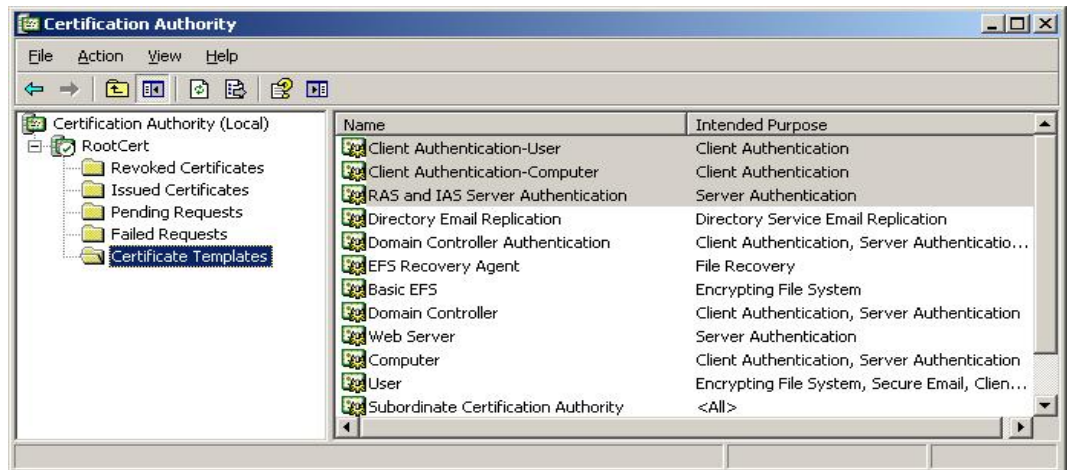 Certification Authority
File Action View Help
Certification Authority (Local)
RootCert
Revoked Certificates
Issued Certificates
Pending Requests
Failed Requests
Certificate Templates
Name Intended Purpose
Client Authentication-User Client Authentication
Client Authentication-Computer Client Authentication
RAS and IAS Server Authentication Server Authentication
Directory Email Replication Directory Service Email Replication
Domain Controller Authentication Client Authentication, Server Authenticatio...
EFS Recovery Agent File Recovery
Basic EFS Encrypting File System
Domain Controller Client Authentication, Server Authentication
Web Server Server Authentication
Computer Client Authentication, Server Authentication
User Encrypting File System, Secure Email, Clien...
Subordinate Certification Authority <All>